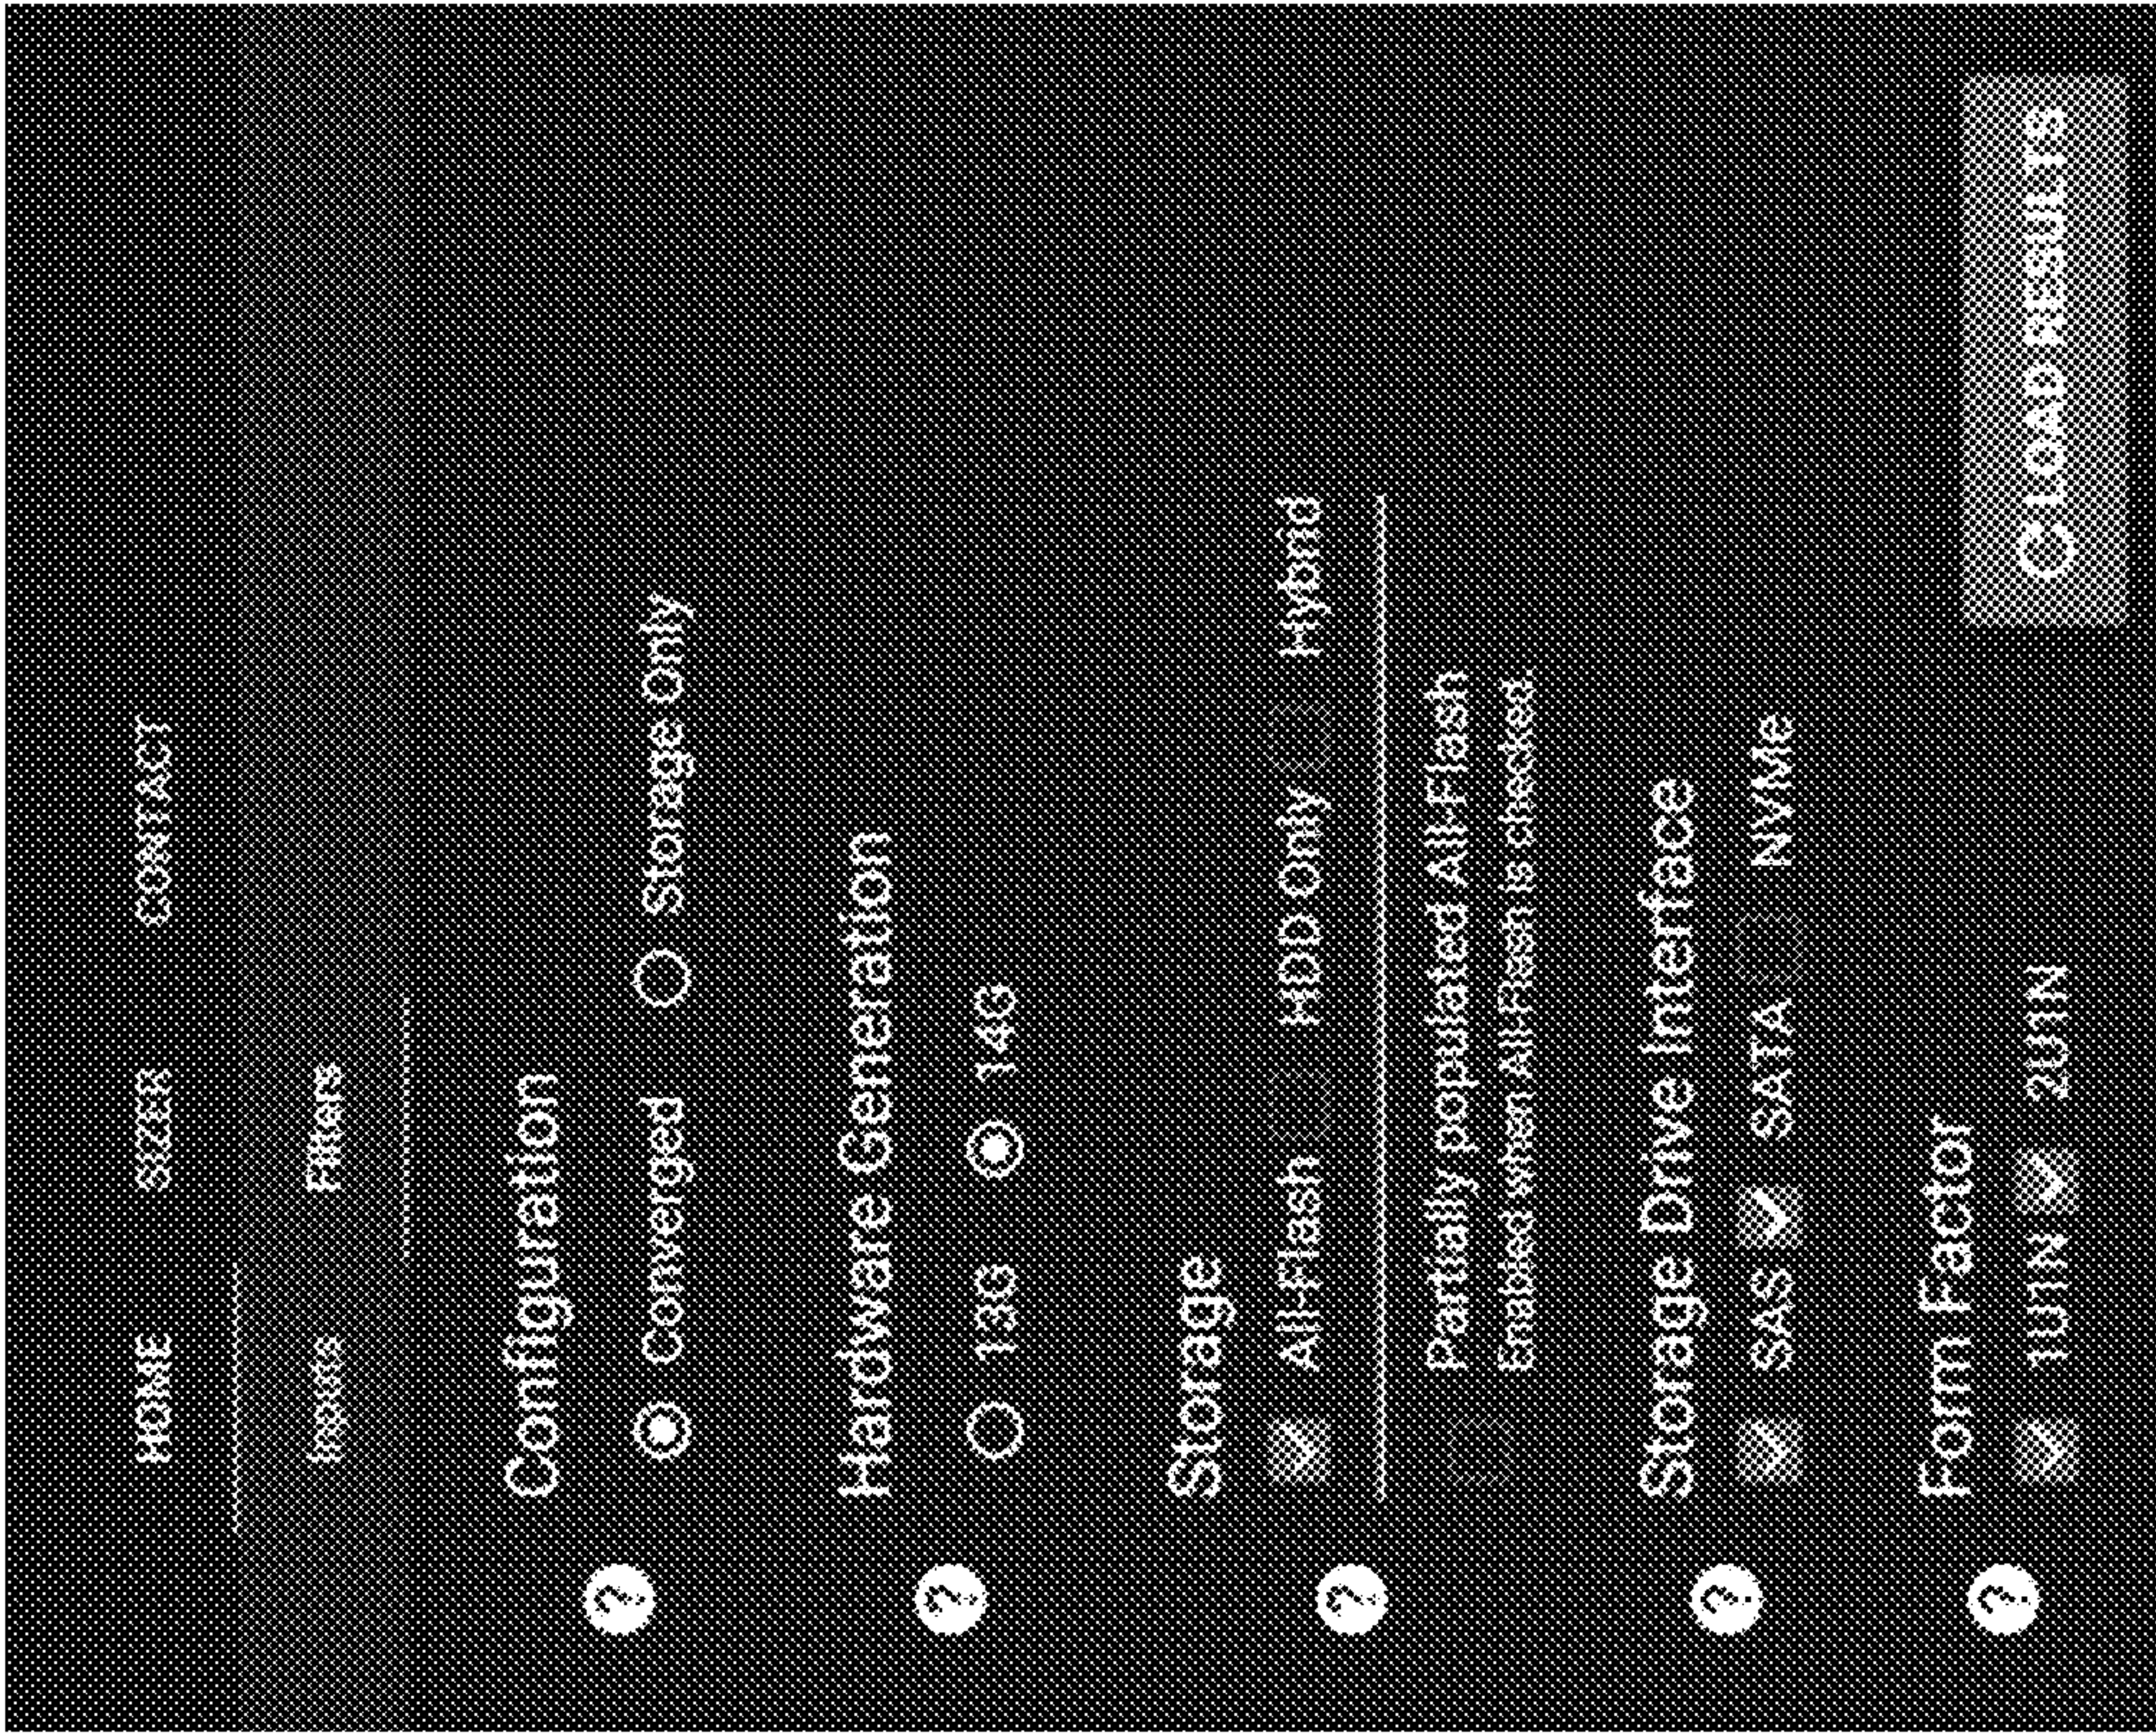 HOME SIZER CONTACT
Inputs Filters
Configuration
? Converged Storage Only
Hardware Generation
? 13G 14G
Storage
? All-Flash HDD Only Hybrid
Partially populated All-Flash
Enabled when All-Flash is checked.
Storage Drive Interface
? SAS SATA NVMe
Form Factor
? 1U1N 2U1N
LOAD RESULTS